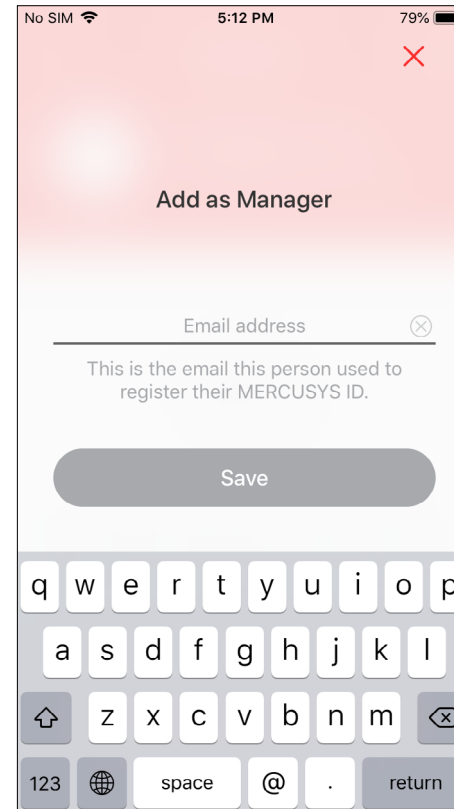 No SIM 5:12 PM 79%
Add as Manager
Email address
This is the email this person used to
register their MERCUSYS ID.
Save
q w e r t y u i o p
a s d f g h j k l
z x c v b n m
123 space @ . return